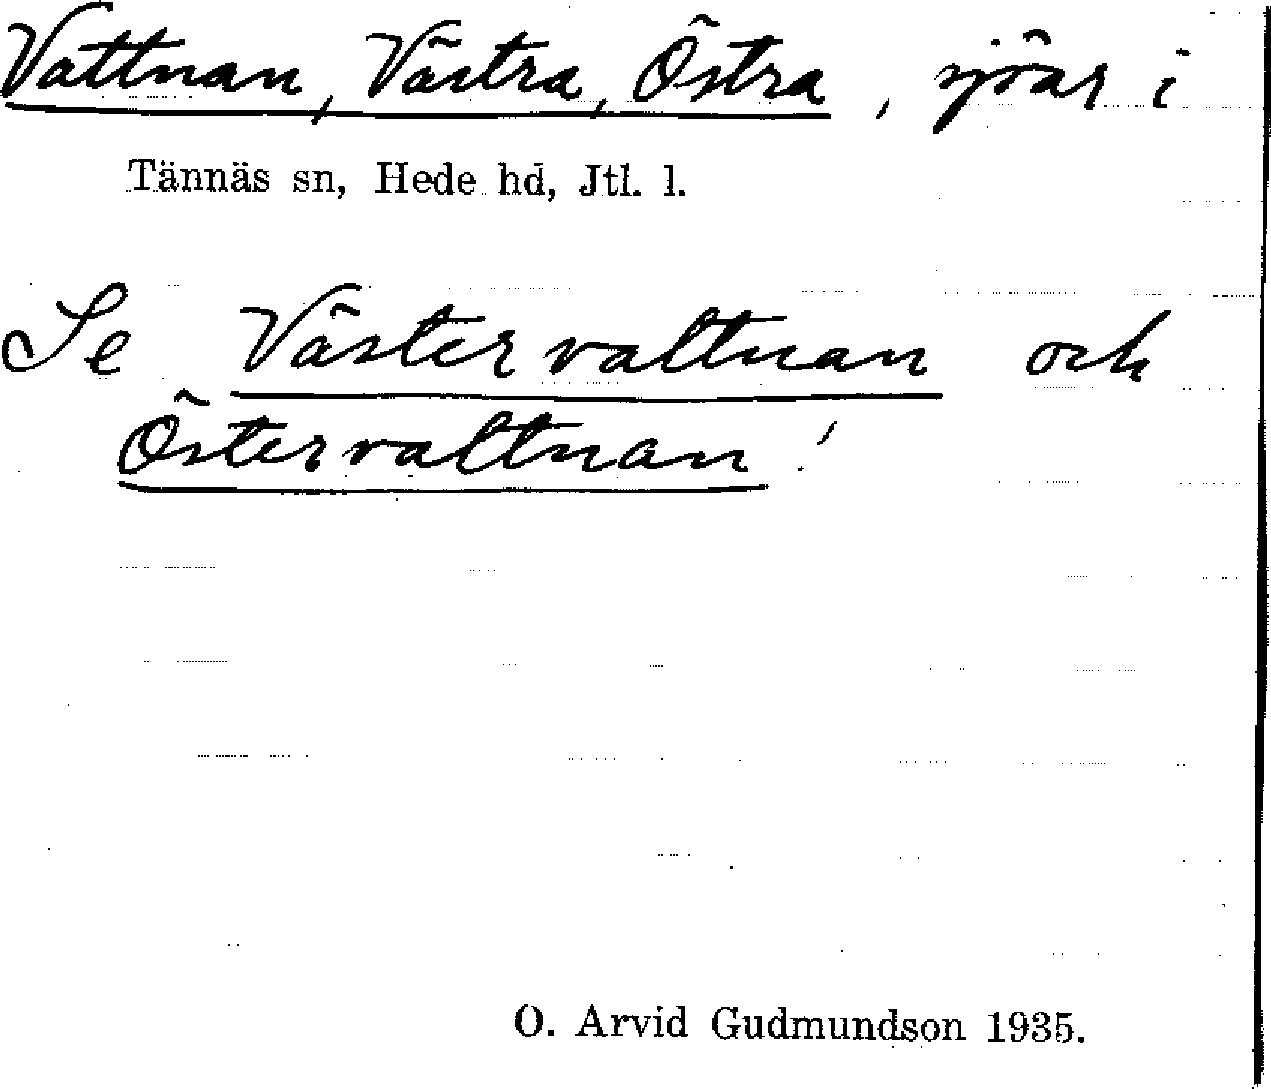 Vattnan, Västra, Östra, sjöar i
Tännäs sn, Hede hd, Jtl. l.
Se Västervattnan och
Östervattnan!
O. Arvid Gudmundson 1935.